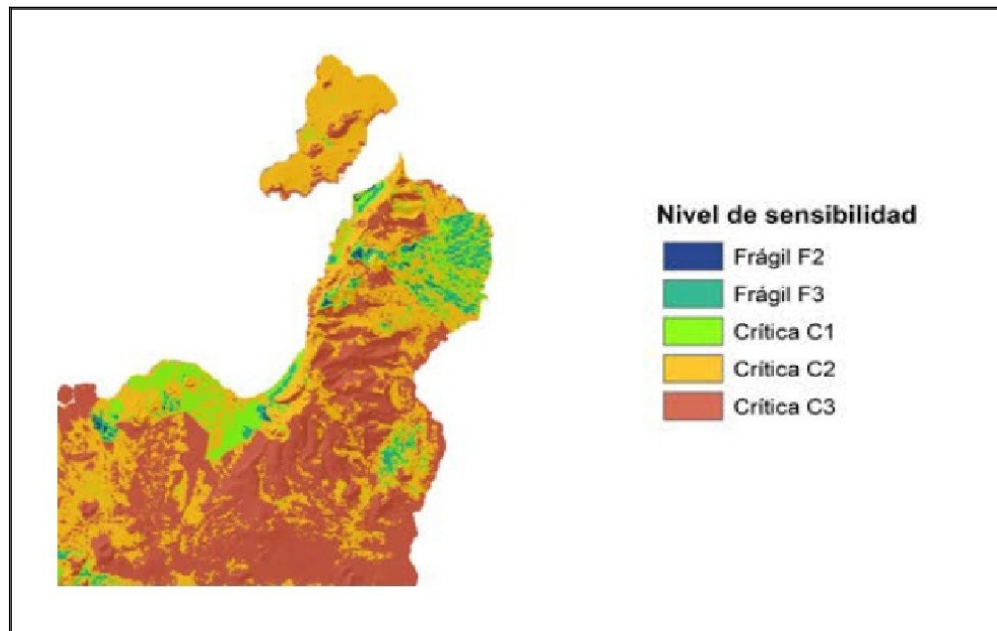 Nivel de sensibilidad
Frágil F2
Frágil F3
Crítica C1
Crítica C2
Crítica C3